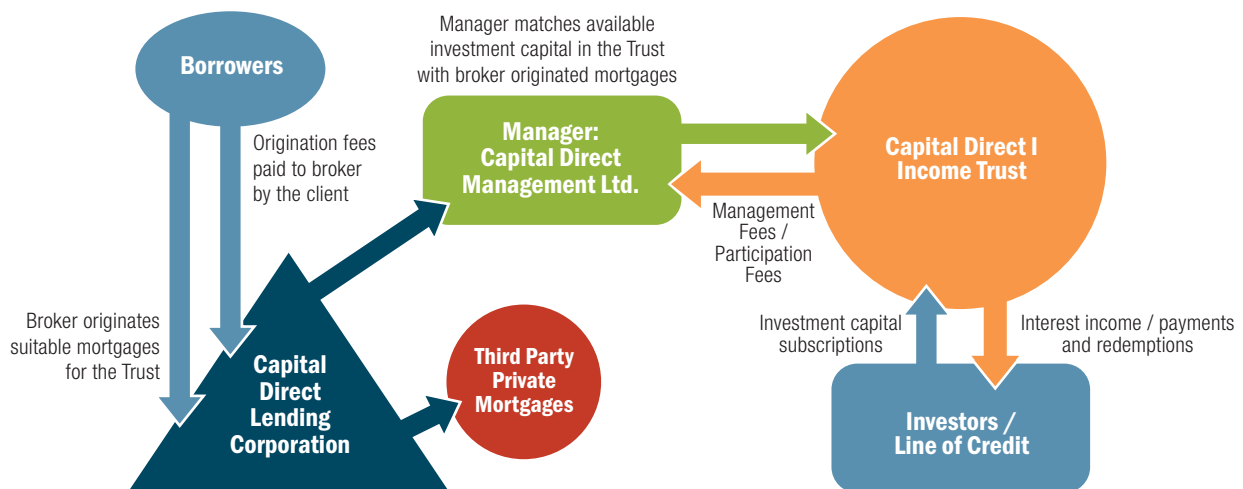 Borrowers
Manager matches available
investment capital in the Trust
with broker originated mortgages
Origination fees
paid to broker
by the client
Manager:
Capital Direct
Management Ltd.
Capital Direct I
Income Trust
Management
Fees /
Participation
Fees
Broker originates
suitable mortgages
for the Trust
Capital
Direct
Lending
Corporation
Third Party
Private
Mortgages
Investment capital
subscriptions
Interest income / payments
and redemptions
Investors /
Line of Credit